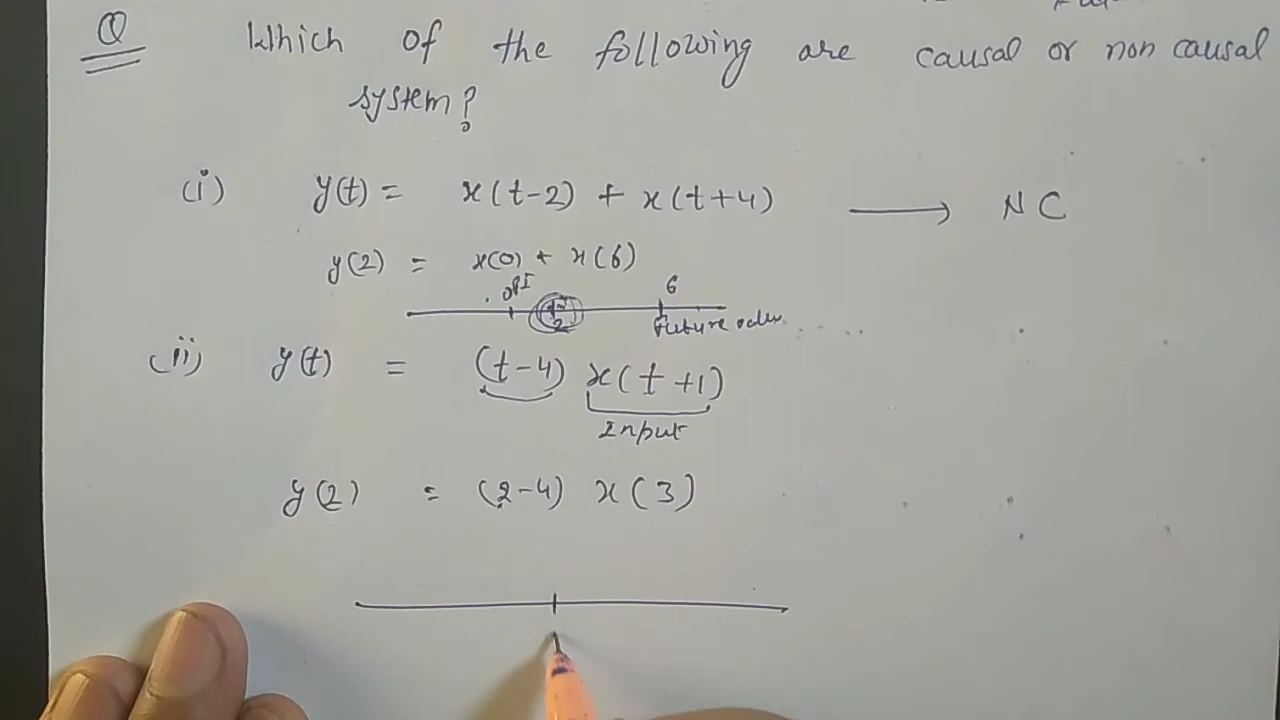 Q Which of the following are causal or non causal
system?
(i) y(t) = x(t-2) + x(t+4) → NC
y(2) = x(0) + x(6)
6
2
Future
(ii) y(t) = (t-4) x(t+1)
Input
y(2) = (2-4) x(3)